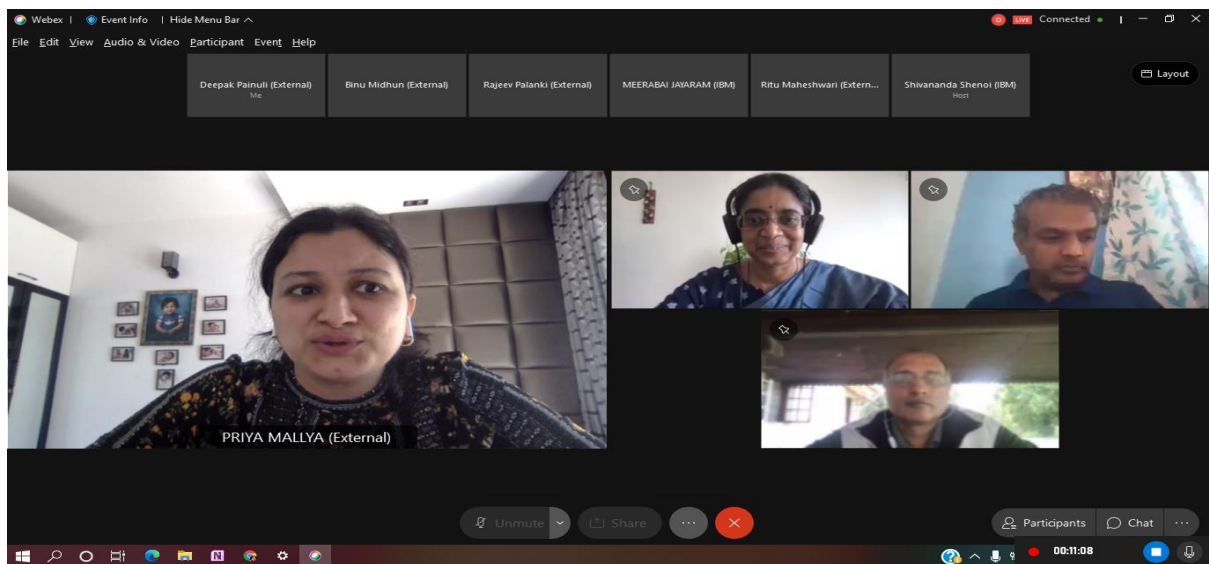 Webex | Event Info | Hide Menu Bar
LIVE Connected
File Edit View Audio & Video Participant Event Help
Deepak Painuli (External)
Me
Binu Midhun (External)
Rajeev Palanki (External)
MEERABAI JAYARAM (IBM)
Ritu Maheshwari (Extern...
Shivananda Shenoi (IBM)
Host
Layout
PRIYA MALLYA (External)
Unmute
Share
Participants
Chat
00:11:08